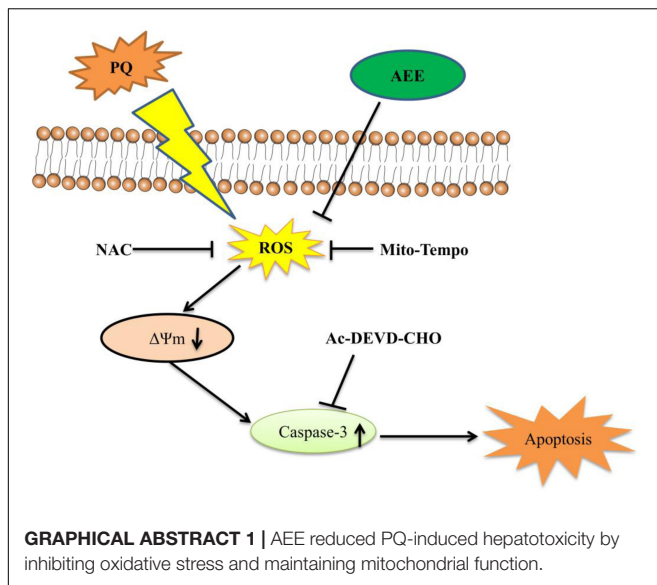 PQ
AEE
NAC
ROS
Mito-Tempo
ΔΨm
Ac-DEVD-CHO
Caspase-3
Apoptosis
GRAPHICAL ABSTRACT 1 | AEE reduced PQ-induced hepatotoxicity by
inhibiting oxidative stress and maintaining mitochondrial function.